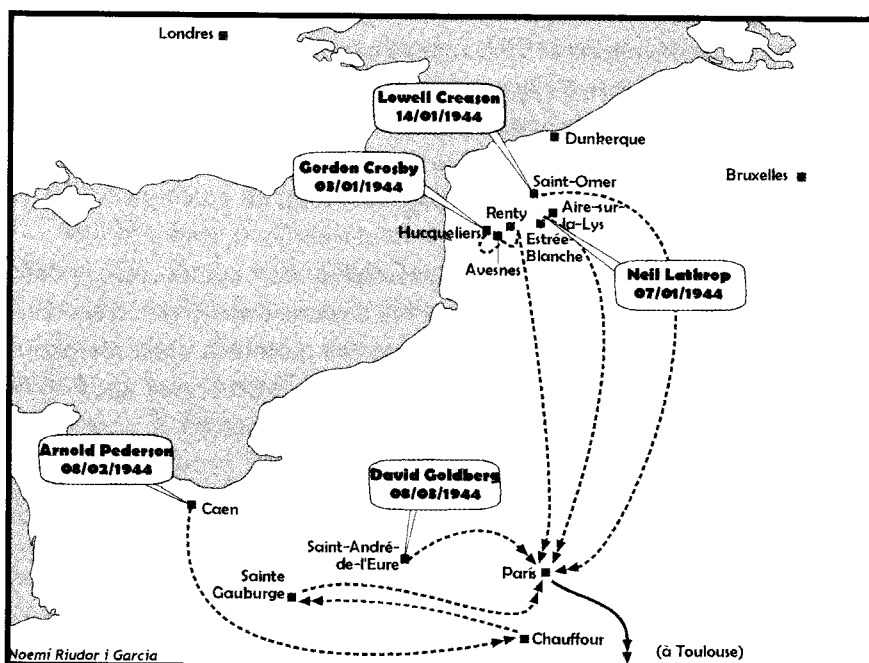 Londres
Lowell Creason
14/01/1944
Dunkerque
Gordon Crosby
03/01/1944
Bruxelles
Saint-Omer
Renty
Aire-sur-
la-Lys
Hucqueliers
Estrée-
Blanche
Avesnes
Neil Lathrop
07/01/1944
Arnold Pederson
08/02/1944
David Goldberg
08/03/1944
Caen
Saint-André-
de-l'Eure
París
Sainte
Gauburge
Chauffour
(à Toulouse)
Noemí Riudor i Garcia